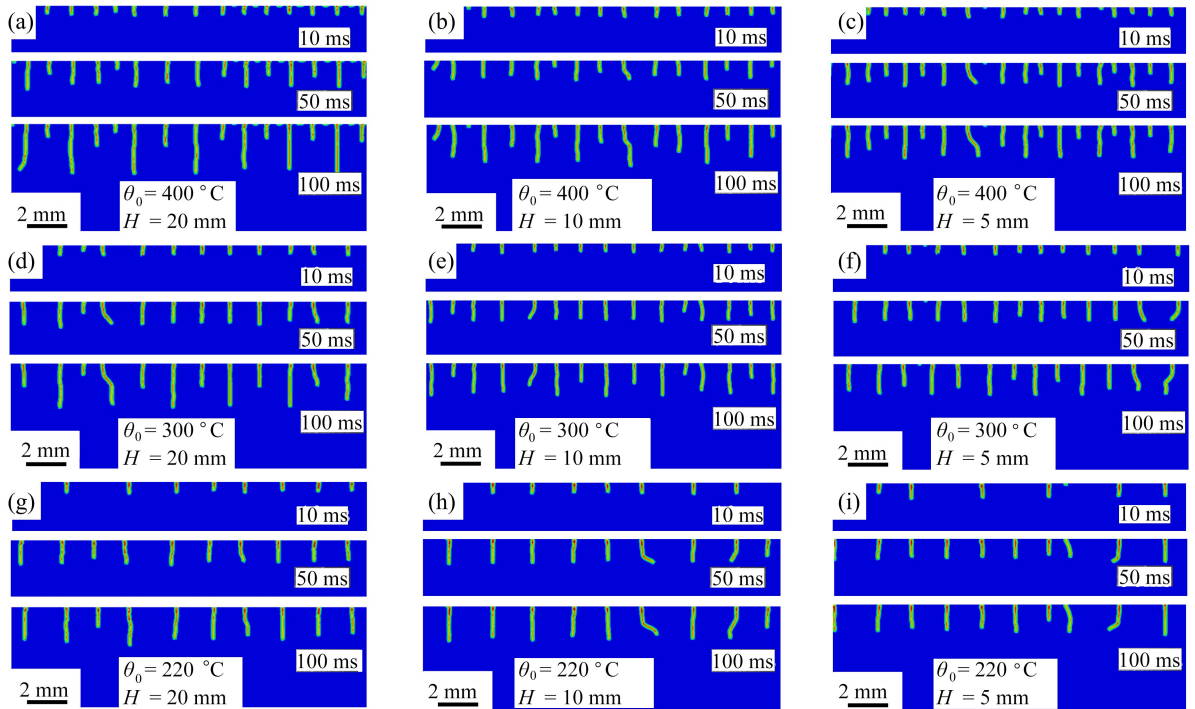 (a)
10 ms
50 ms
100 ms
θ₀ = 400 °C
H = 20 mm
2 mm
(b)
10 ms
50 ms
100 ms
θ₀ = 400 °C
H = 10 mm
2 mm
(c)
10 ms
50 ms
100 ms
θ₀ = 400 °C
H = 5 mm
2 mm
(d)
10 ms
50 ms
100 ms
θ₀ = 300 °C
H = 20 mm
2 mm
(e)
10 ms
50 ms
100 ms
θ₀ = 300 °C
H = 10 mm
2 mm
(f)
10 ms
50 ms
100 ms
θ₀ = 300 °C
H = 5 mm
2 mm
(g)
10 ms
50 ms
100 ms
θ₀ = 220 °C
H = 20 mm
2 mm
(h)
10 ms
50 ms
100 ms
θ₀ = 220 °C
H = 10 mm
2 mm
(i)
10 ms
50 ms
100 ms
θ₀ = 220 °C
H = 5 mm
2 mm